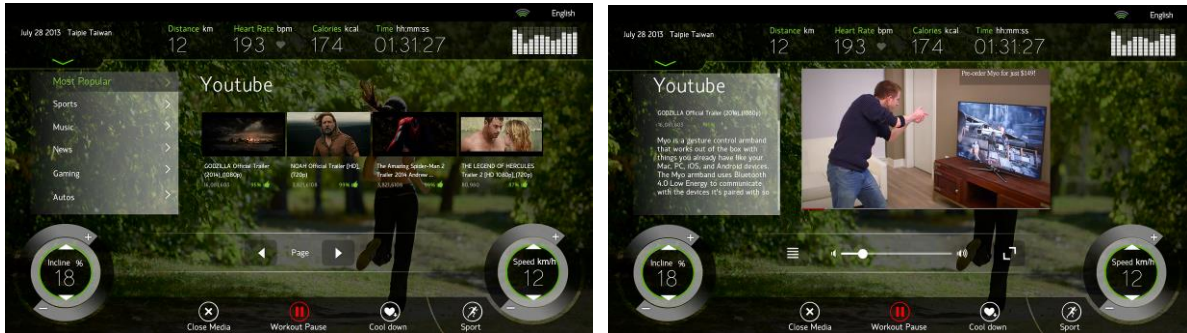 English
July 28 2013 Taipie Taiwan
Distance km
12
Heart Rate bpm
193
Calories kcal
174
Time hh:mm:ss
01:31:27
Most Popular
Sports
Music
News
Gaming
Autos
Youtube
GODZILLA Official Trailer
(2014)
NOAH Official Trailer [HD],
(720p)
The Amazing Spider-Man 2
Trailer 2014 Andrew ...
THE LEGEND OF HERCULES
Trailer 2 [HD 1080p],(720p)
Page
Incline %
18
Speed km/h
12
Close Media
Workout Pause
Cool down
Sport
English
July 28 2013 Taipie Taiwan
Distance km
12
Heart Rate bpm
193
Calories kcal
174
Time hh:mm:ss
01:31:27
Youtube
GODZILLA Official Trailer (2014)
Myo is a gesture control armband
that works out of the box with
things you already have like your
Mac, PC, iOS, and Android devices.
The Myo armband uses Bluetooth
4.0 Low Energy to communicate
with the devices it's paired with so
Pre-order Myo for just $149!
Incline %
18
Speed km/h
12
Close Media
Workout Pause
Cool down
Sport